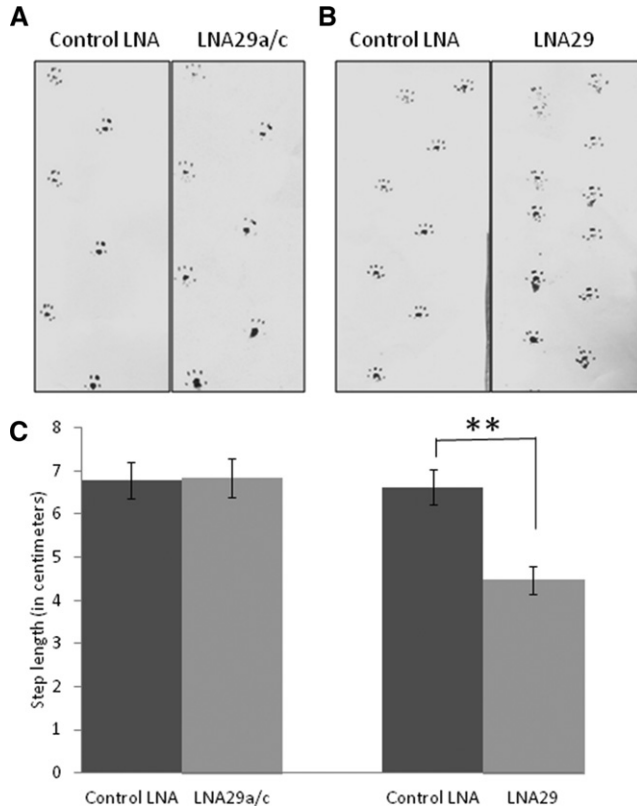 A
B
Control LNA LNA29a/c
Control LNA LNA29
C
**
Step length (in centimeters)
8
7
6
5
4
3
2
1
0
Control LNA LNA29a/c
Control LNA LNA29